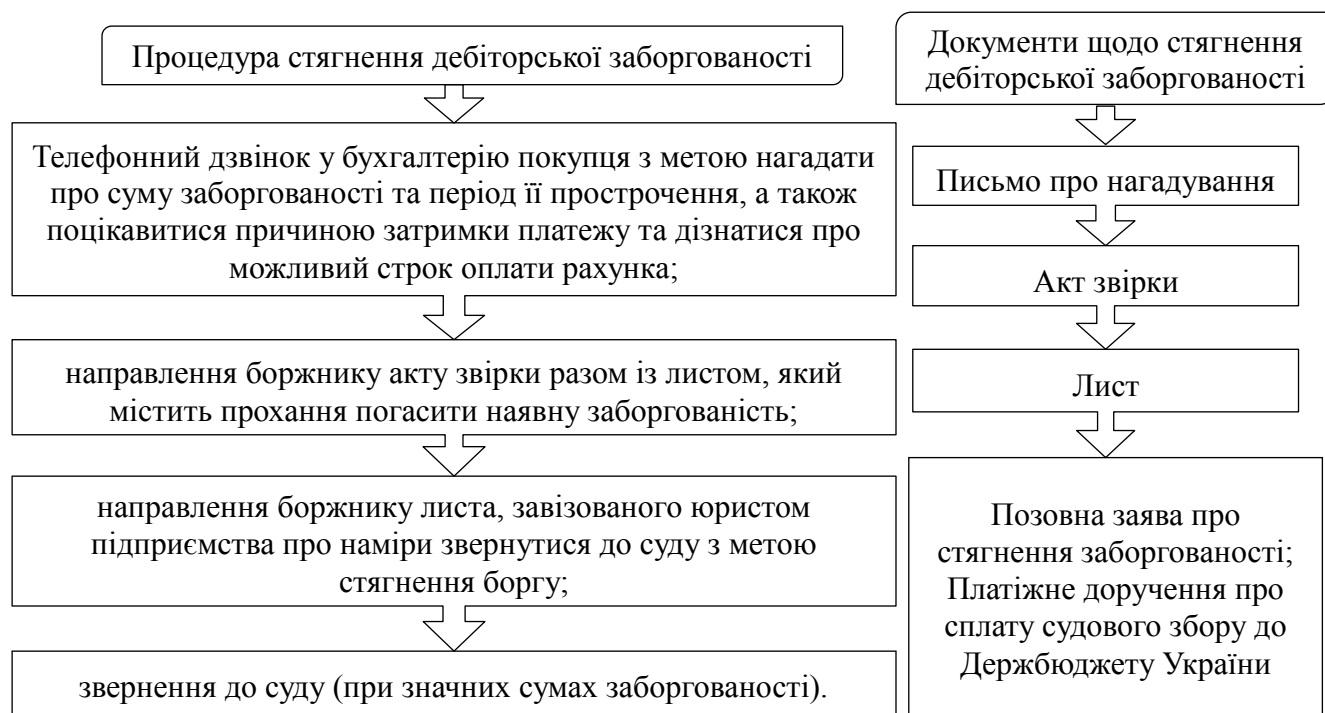 Процедура стягнення дебіторської заборгованості
Телефонний дзвінок у бухгалтерію покупця з метою нагадати
про суму заборгованості та період її прострочення, а також
поцікавитися причиною затримки платежу та дізнатися про
можливий строк оплати рахунка;
направлення боржнику акту звірки разом із листом, який
містить прохання погасити наявну заборгованість;
направлення боржнику листа, завізованого юристом
підприємства про наміри звернутися до суду з метою
стягнення боргу;
звернення до суду (при значних сумах заборгованості).
Документи щодо стягнення
дебіторської заборгованості
Письмо про нагадування
Акт звірки
Лист
Позовна заява про
стягнення заборгованості;
Платіжне доручення про
сплату судового збору до
Держбюджету України